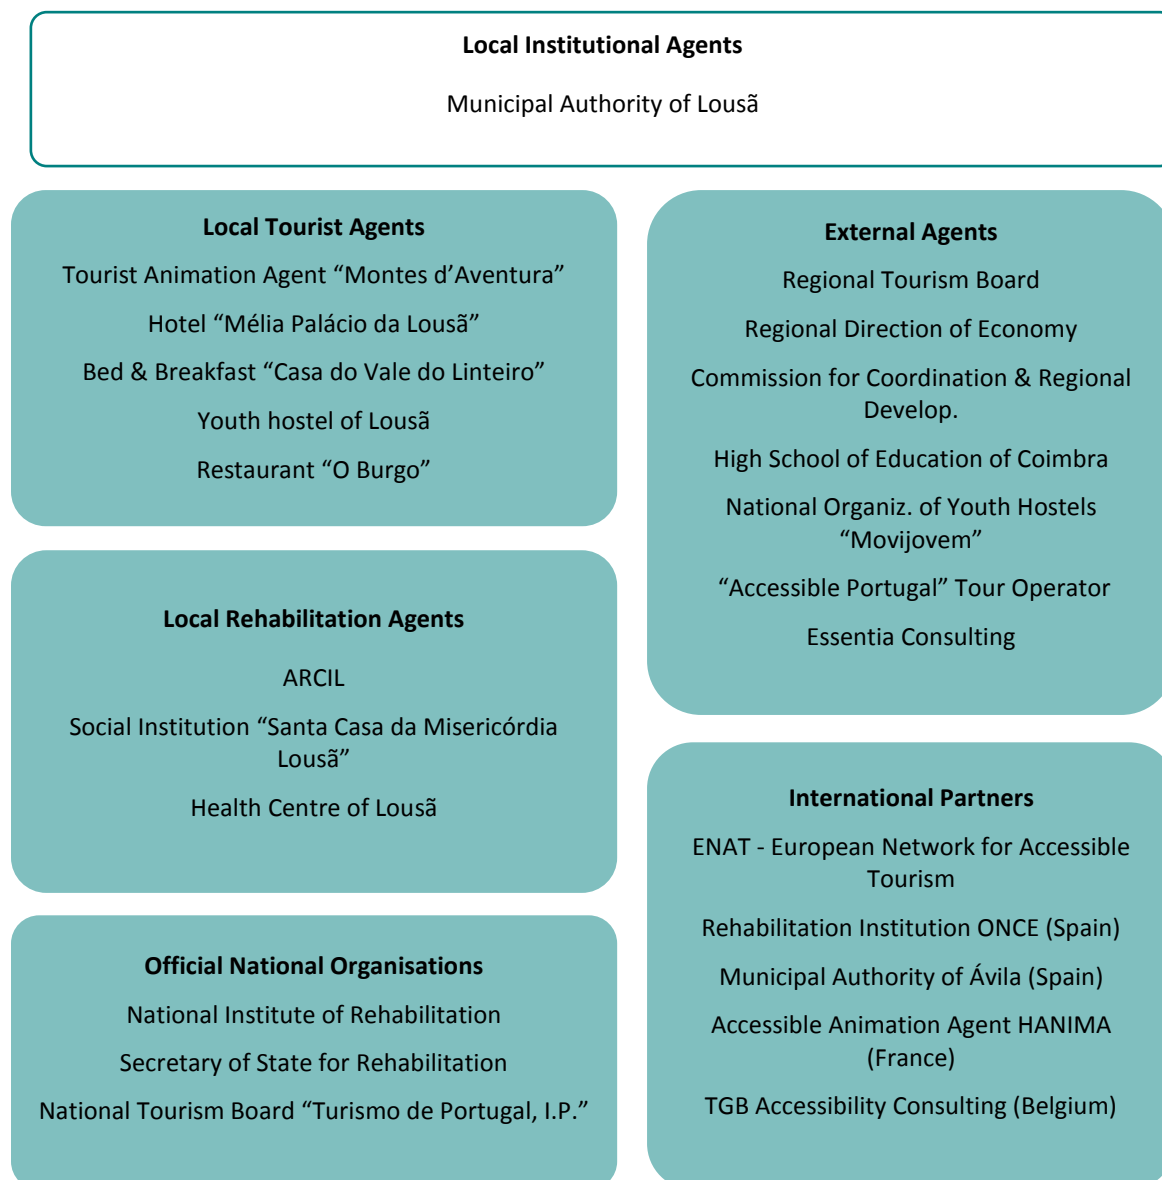 Local Institutional Agents
Municipal Authority of Lousã
Local Tourist Agents
Tourist Animation Agent “Montes d’Aventura”
Hotel “Mélia Palácio da Lousã”
Bed & Breakfast “Casa do Vale do Linteiro”
Youth hostel of Lousã
Restaurant “O Burgo”
Local Rehabilitation Agents
ARCIL
Social Institution “Santa Casa da Misericórdia
Lousã”
Health Centre of Lousã
Official National Organisations
National Institute of Rehabilitation
Secretary of State for Rehabilitation
National Tourism Board “Turismo de Portugal, I.P.”
External Agents
Regional Tourism Board
Regional Direction of Economy
Commission for Coordination & Regional
Develop.
High School of Education of Coimbra
National Organiz. of Youth Hostels
“Movijovem”
“Accessible Portugal” Tour Operator
Essentia Consulting
International Partners
ENAT - European Network for Accessible
Tourism
Rehabilitation Institution ONCE (Spain)
Municipal Authority of Ávila (Spain)
Accessible Animation Agent HANIMA
(France)
TGB Accessibility Consulting (Belgium)